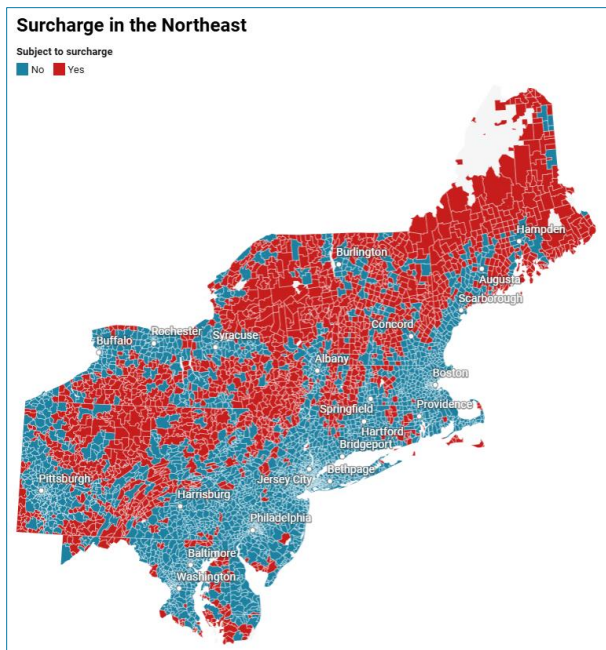 Surcharge in the Northeast
Subject to surcharge
No Yes
Hampden
Burlington
Augusta
Scarborough
Concord
Rochester
Syracuse
Buffalo
Albany
Boston
Springfield
Providence
Hartford
Bridgeport
Bethpage
Jersey City
Pittsburgh
Harrisburg
Philadelphia
Baltimore
Washington